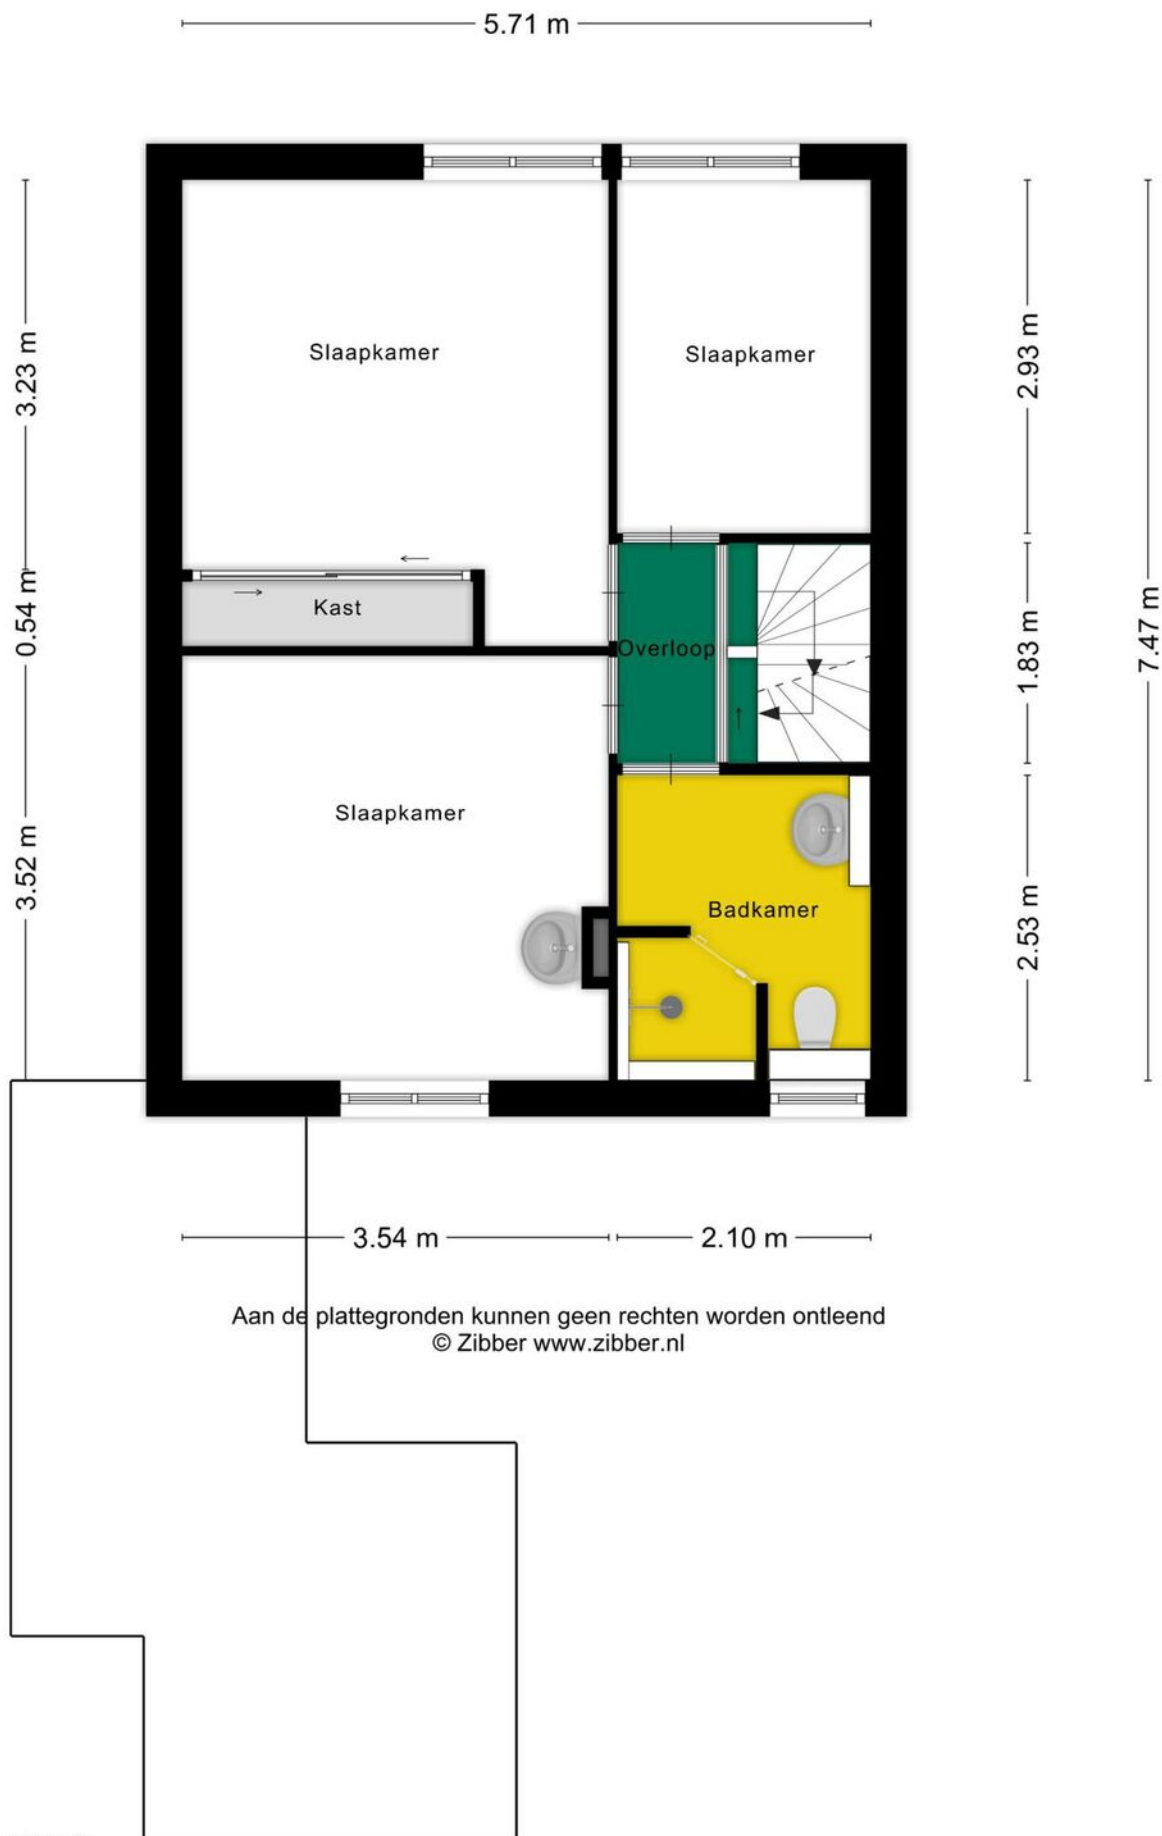 5.71 m
Slaapkamer
Slaapkamer
3.23 m
2.93 m
Kast
0.54 m
Overloop
1.83 m
7.47 m
Slaapkamer
3.52 m
Badkamer
2.53 m
3.54 m
2.10 m
Aan de plattegronden kunnen geen rechten worden ontleend
© Zibber www.zibber.nl